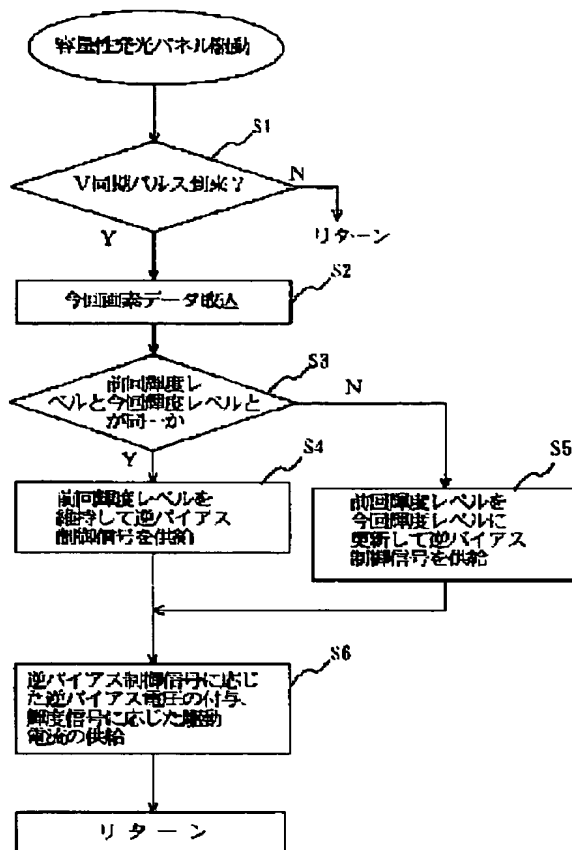 容量性発光パネル駆動
S1
V同期パルス到来?
N
Y
リターン
S2
今回画素データ取込
S3
前回輝度レ
ベルと今回輝度レベルと
が同一か
N
Y
S4
前回輝度レベルを
維持して逆バイアス
制御信号を供給
S5
前回輝度レベルを
今回輝度レベルに
更新して逆バイアス
制御信号を供給
S6
逆バイアス制御信号に応じ
た逆バイアス電圧の付与、
輝度信号に応じた駆動
電流の供給
リターン